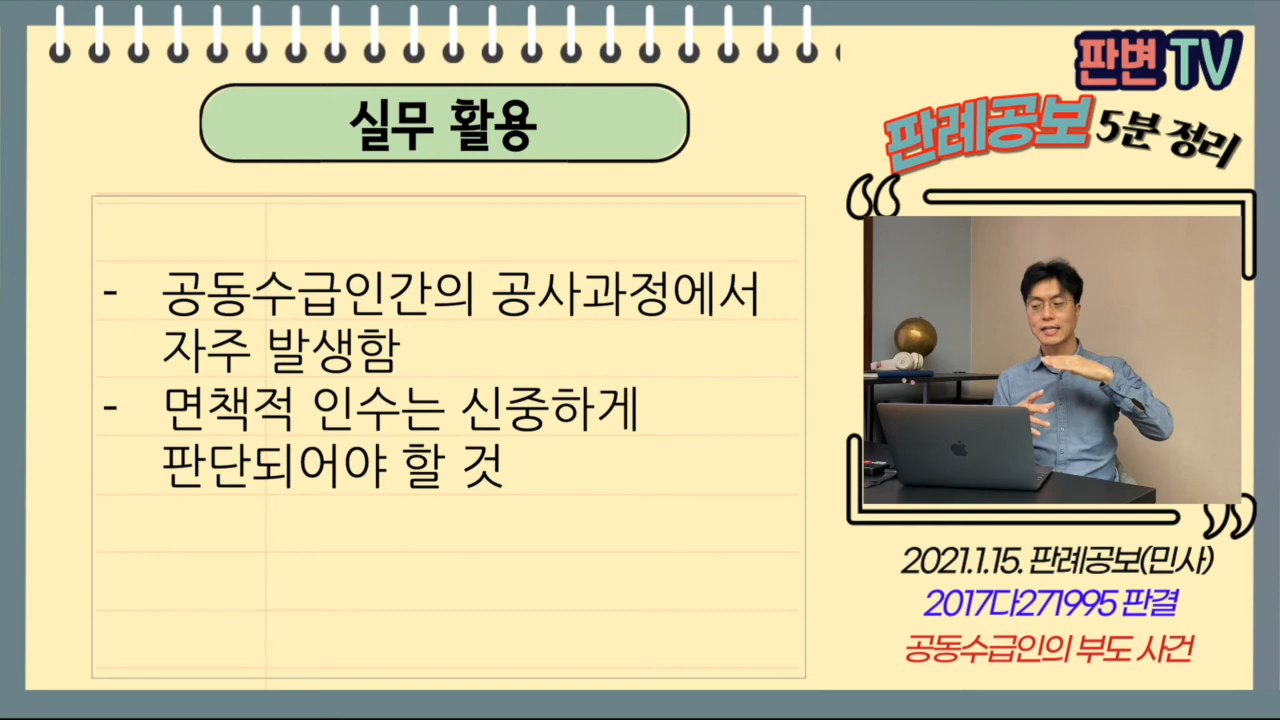 실무 활용
- 공동수급인간의 공사과정에서
자주 발생함
- 면책적 인수는 신중하게
판단되어야 할 것
판변 TV
판례공보 5분 정리
2021.1.15. 판례공보(민사)
2017다271995 판결
공동수급인의 부도 사건